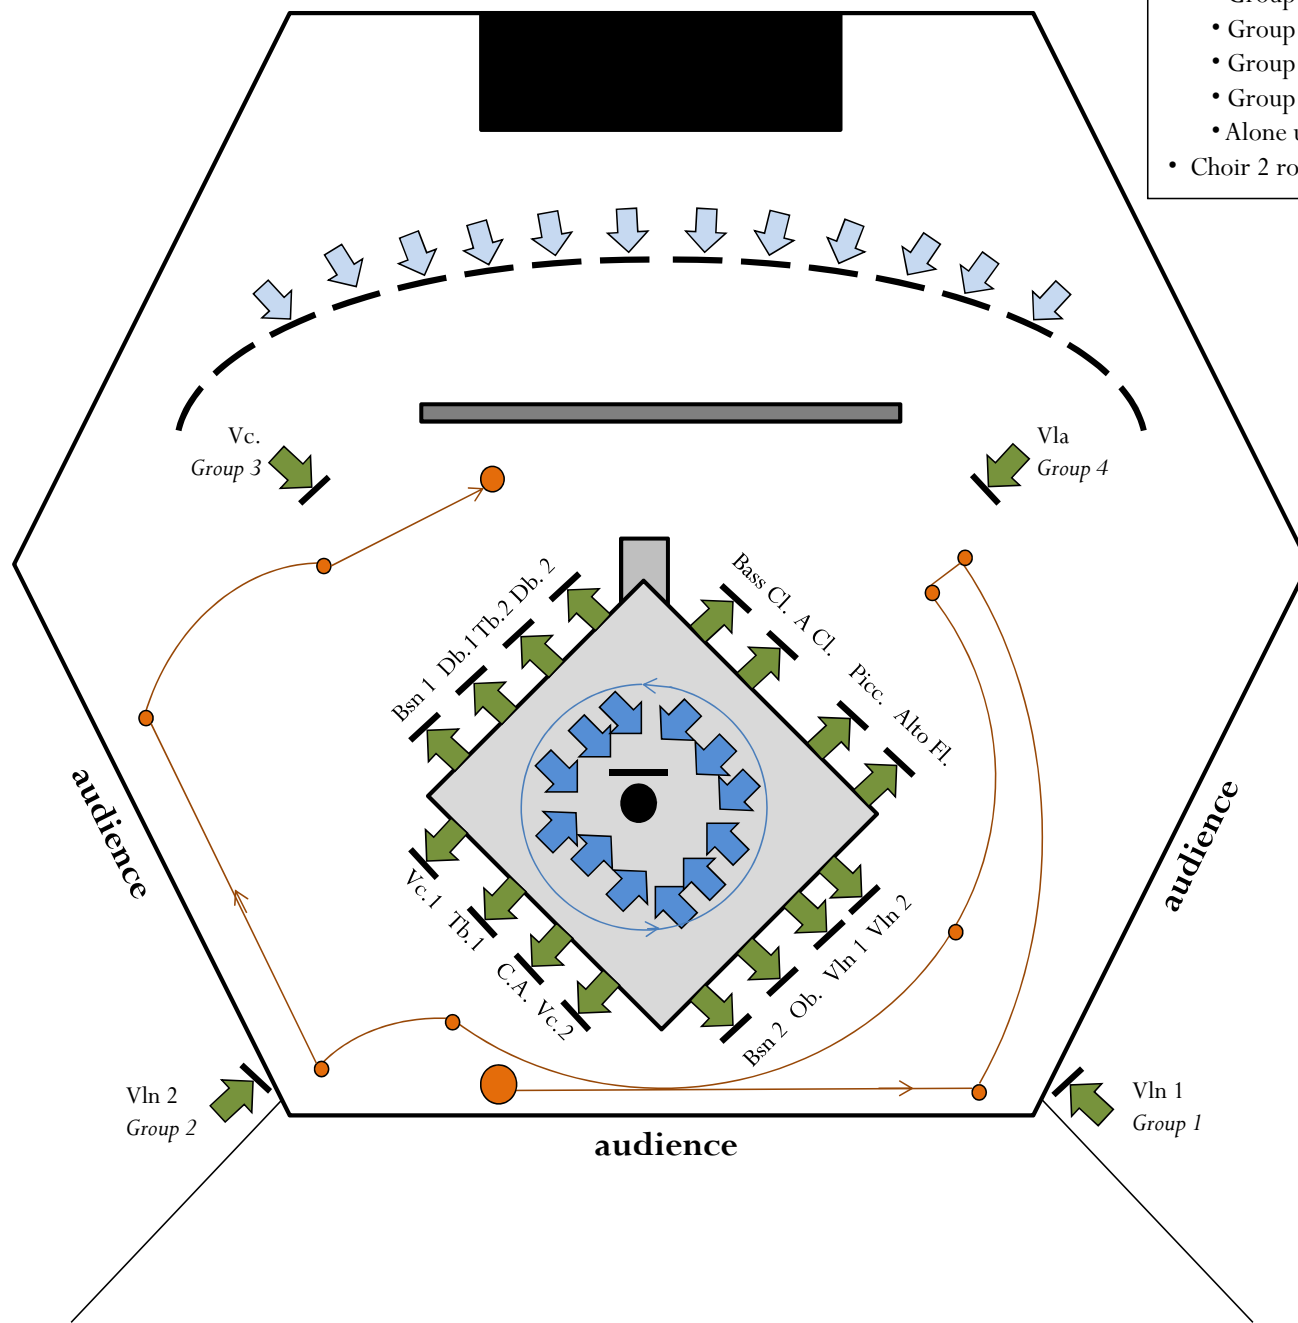 • Group
• Group
• Group
• Alone
• Choir 2
Vc.
Group 3
Vla
Group 4
Bsn 1 Db.1 Tb.2 Db. 2
Bass Cl. A Cl.
Picc. Alto Fl.
audience
audience
Vc.1 Tb.1
C.A. Vc.2
Bsn 2 Ob. Vln 1 Vln 2
Vln 2
Group 2
Vln 1
Group 1
audience